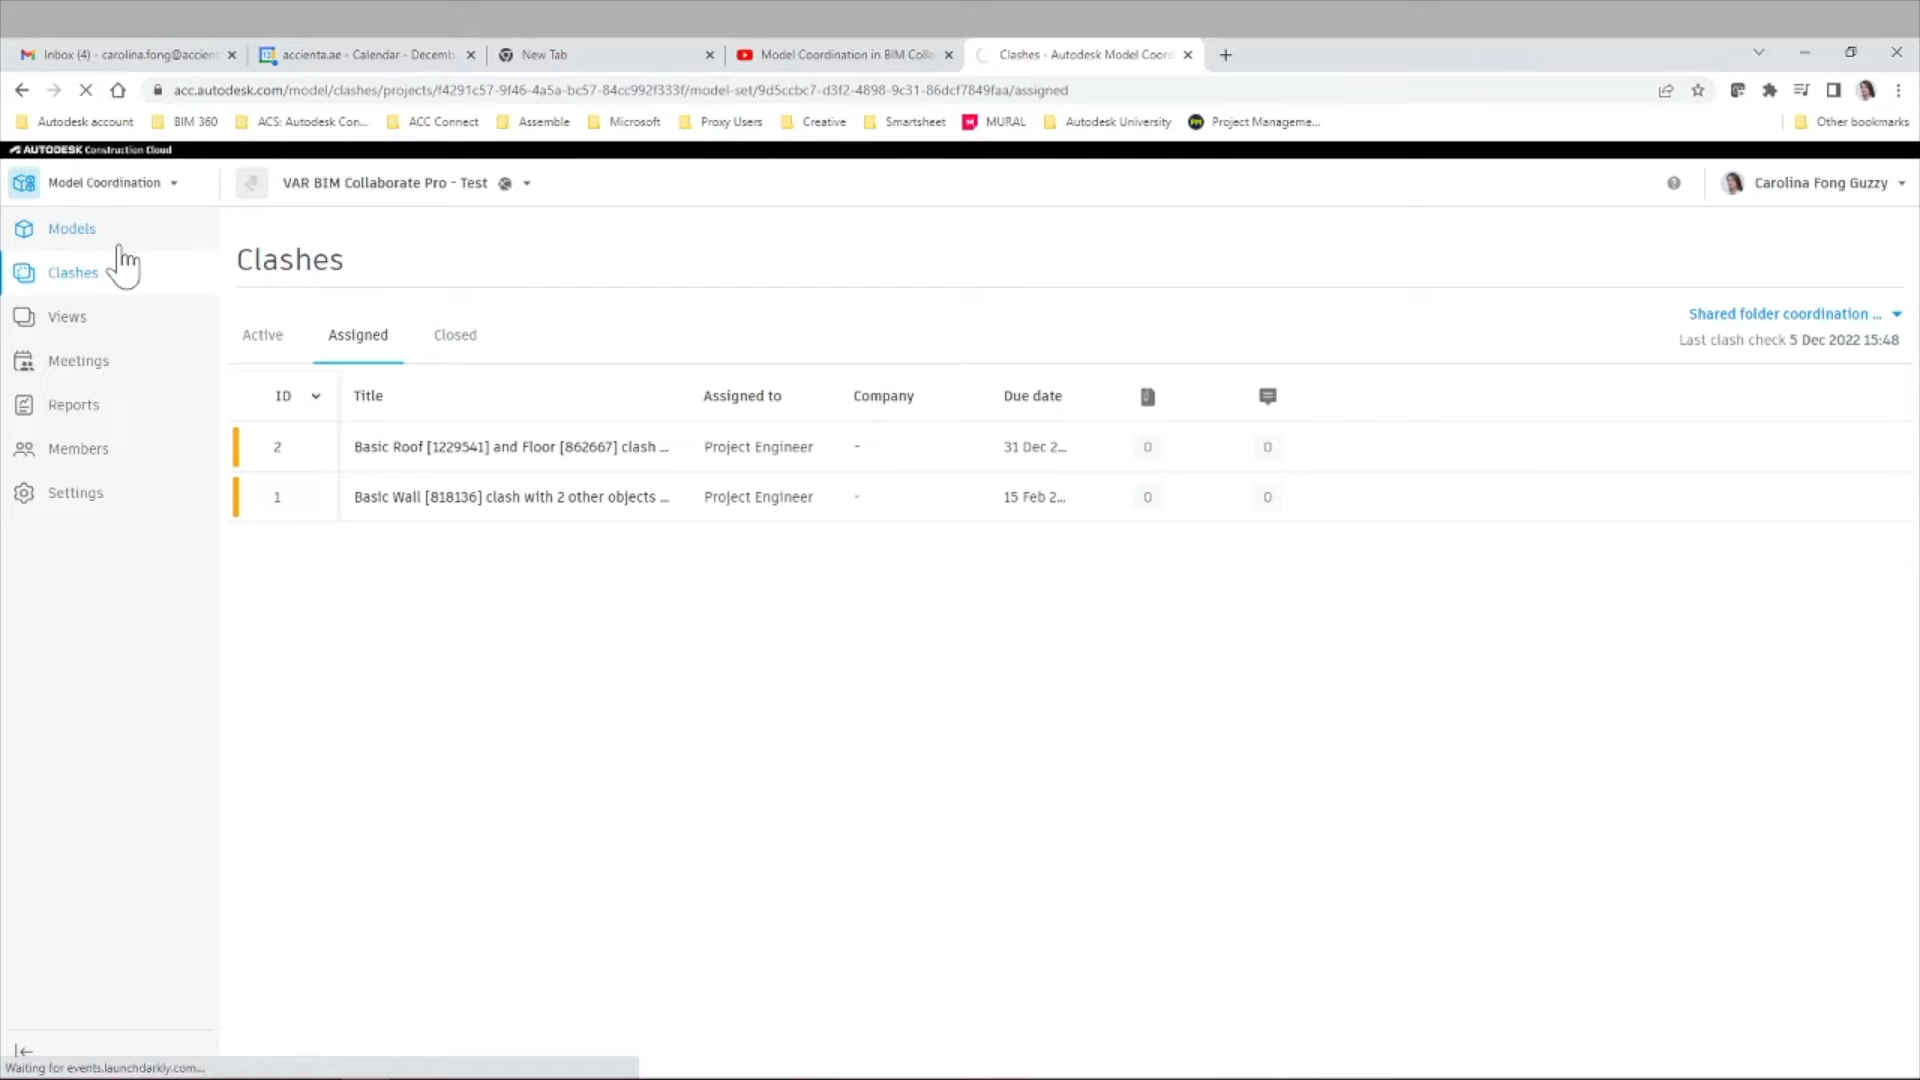 Inbox (4) - carolina.fong@accien
accienta.ae - Calendar - Decemb
New Tab
Model Coordination in BIM Colla
Clashes - Autodesk Model Coord
acc.autodesk.com/model/clashes/projects/f4291c57-9f46-4a5a-bc57-84cc992f333f/model-set/9d5ccbc7-d3f2-4898-9c31-86dcf7849faa/assigned
Autodesk account BIM 360 ACS: Autodesk Con... ACC Connect Assemble Microsoft Proxy Users Creative Smartsheet MURAL Autodesk University Project Manageme... Other bookmarks
AUTODESK Construction Cloud
Model Coordination VAR BIM Collaborate Pro - Test Carolina Fong Guzzy
Models
Clashes
Views
Meetings
Reports
Members
Settings
Clashes
Active Assigned Closed
Shared folder coordination ...
Last clash check 5 Dec 2022 15:48
ID Title Assigned to Company Due date
2 Basic Roof [1229541] and Floor [862667] clash ... Project Engineer - 31 Dec 2... 0 0
1 Basic Wall [818136] clash with 2 other objects ... Project Engineer - 15 Feb 2... 0 0
Waiting for events.launchdarkly.com...